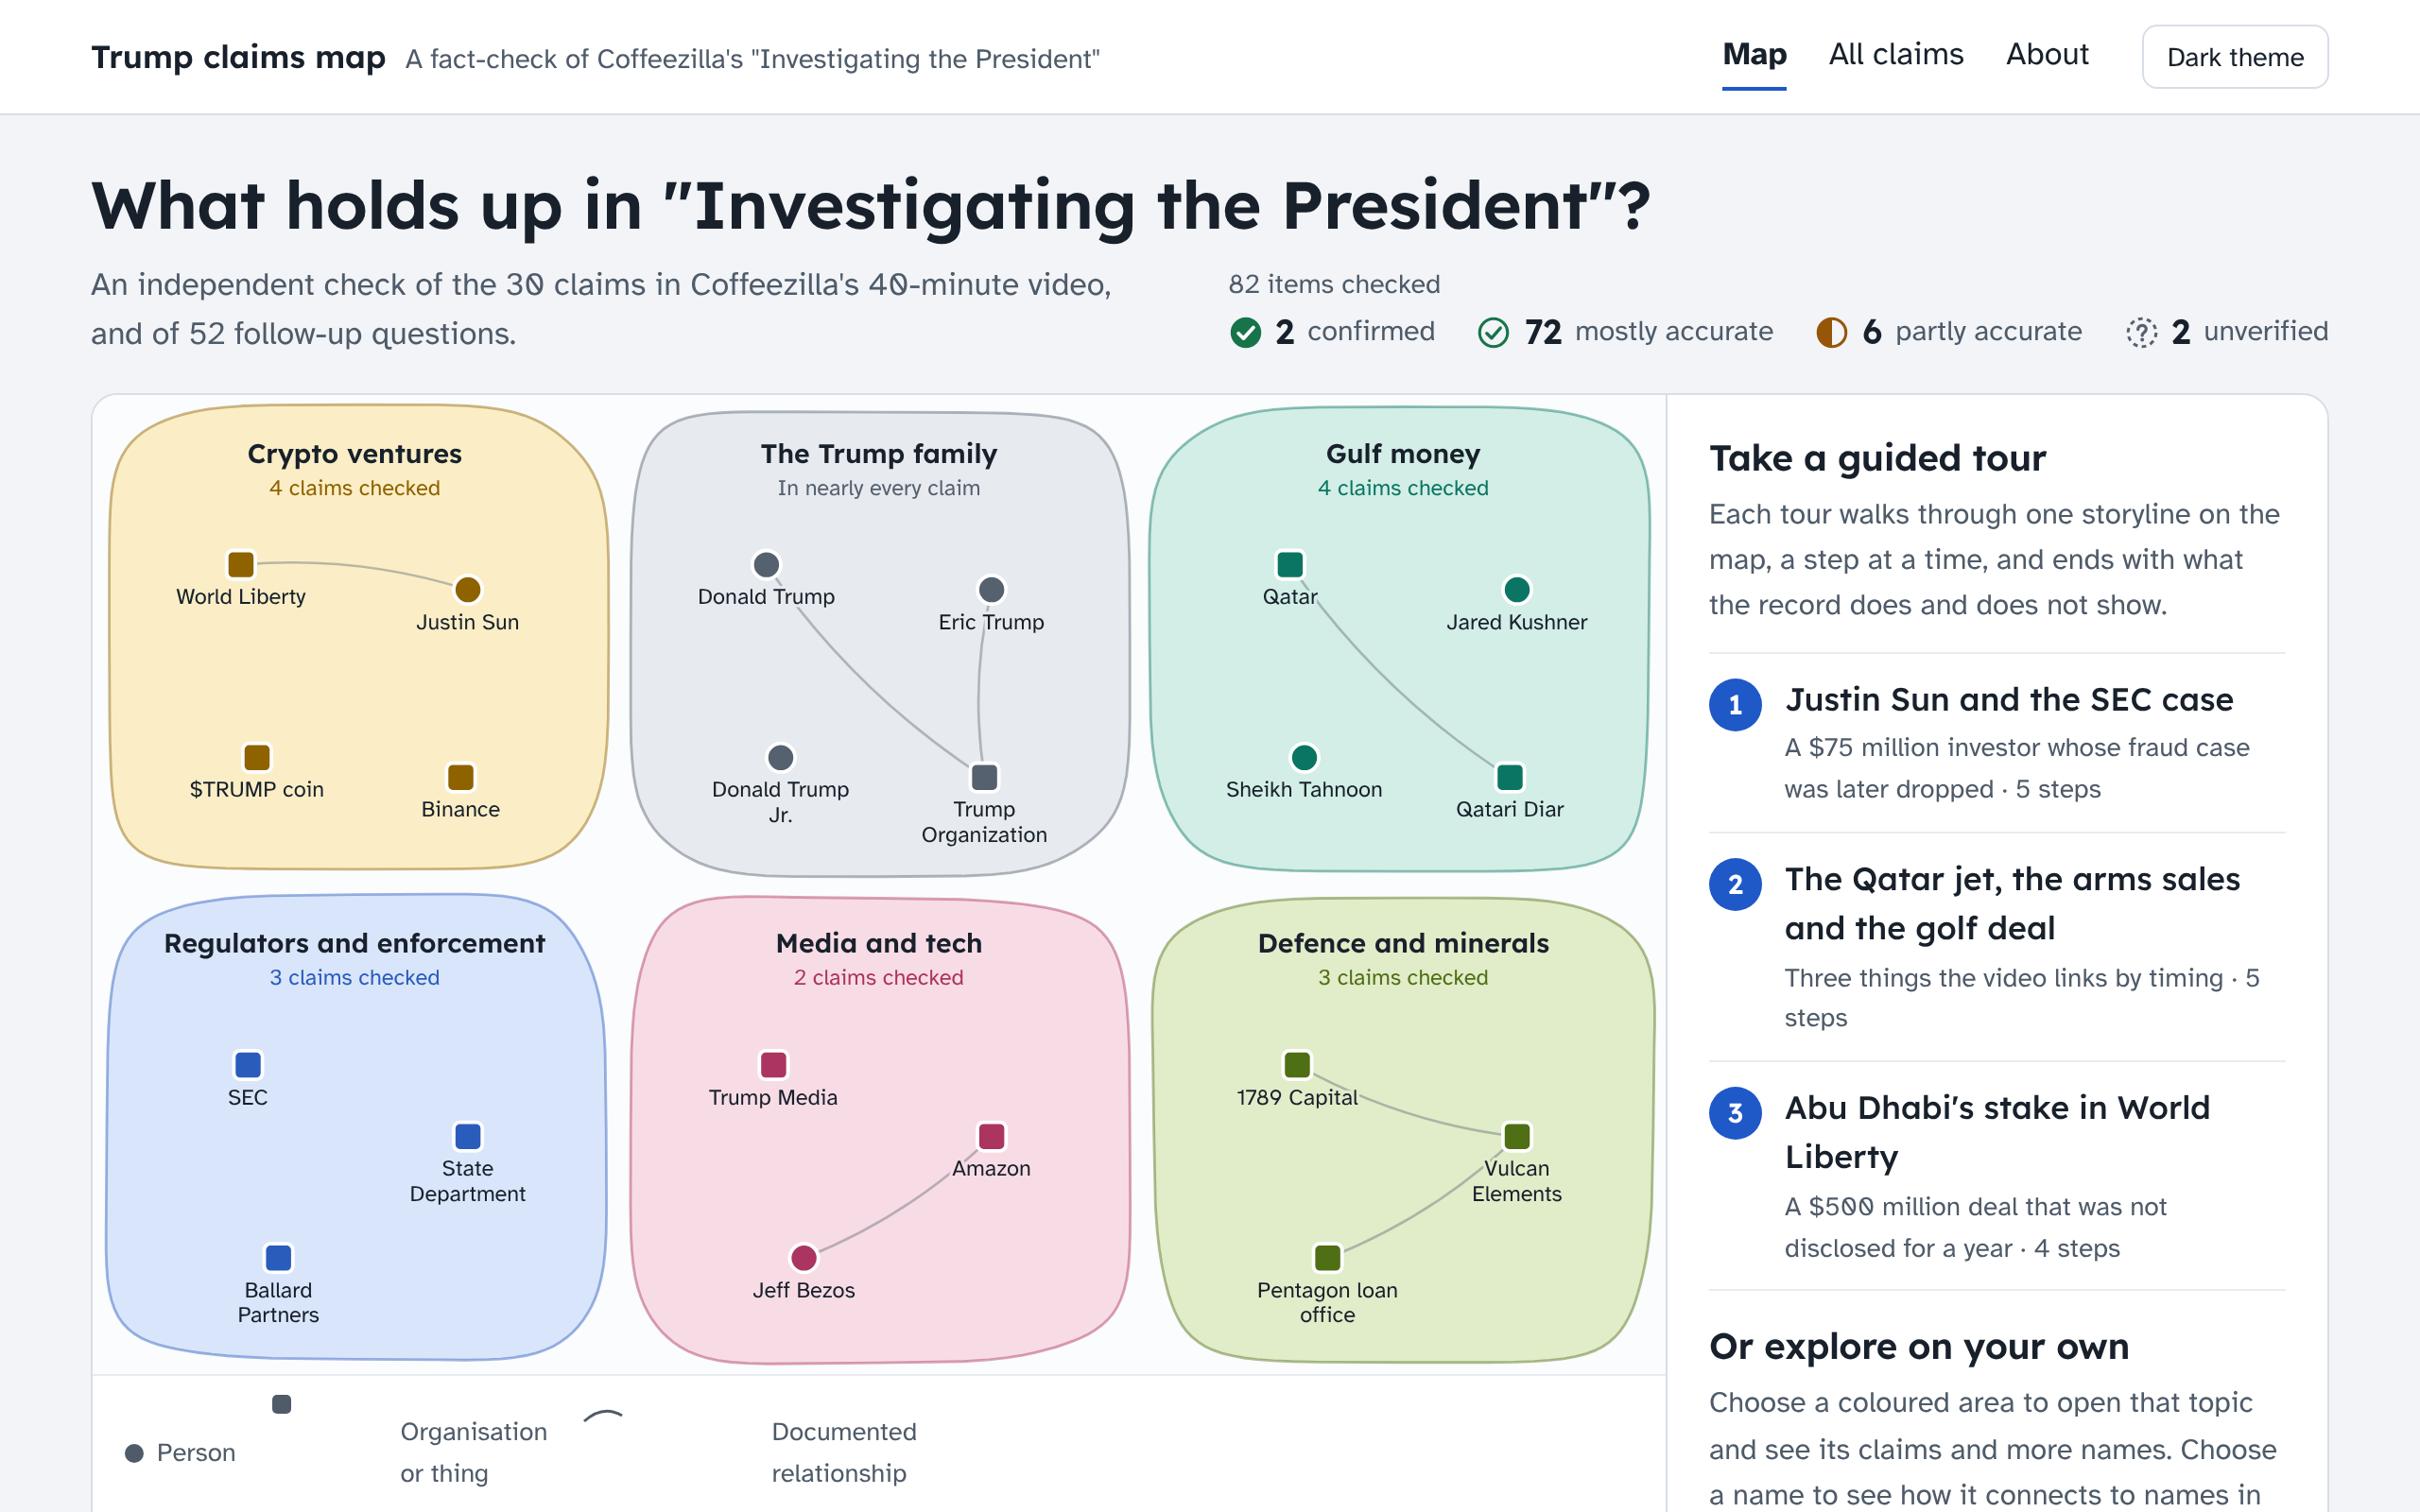 Trump claims map A fact-check of Coffeezilla's "Investigating the President"
Map All claims About Dark theme
What holds up in "Investigating the President"?
An independent check of the 30 claims in Coffeezilla's 40-minute video,
and of 52 follow-up questions.
82 items checked
2 confirmed 72 mostly accurate 6 partly accurate 2 unverified
Crypto ventures
4 claims checked
World Liberty
Justin Sun
$TRUMP coin
Binance
The Trump family
In nearly every claim
Donald Trump
Eric Trump
Donald Trump
Jr.
Trump
Organization
Gulf money
4 claims checked
Qatar
Jared Kushner
Sheikh Tahnoon
Qatari Diar
Regulators and enforcement
3 claims checked
SEC
State
Department
Ballard
Partners
Media and tech
2 claims checked
Trump Media
Amazon
Jeff Bezos
Defence and minerals
3 claims checked
1789 Capital
Vulcan
Elements
Pentagon loan
office
Person
Organisation
or thing
Documented
relationship
Take a guided tour
Each tour walks through one storyline on the
map, a step at a time, and ends with what
the record does and does not show.
1 Justin Sun and the SEC case
A $75 million investor whose fraud case
was later dropped · 5 steps
2 The Qatar jet, the arms sales
and the golf deal
Three things the video links by timing · 5
steps
3 Abu Dhabi's stake in World
Liberty
A $500 million deal that was not
disclosed for a year · 4 steps
Or explore on your own
Choose a coloured area to open that topic
and see its claims and more names. Choose
a name to see how it connects to names in